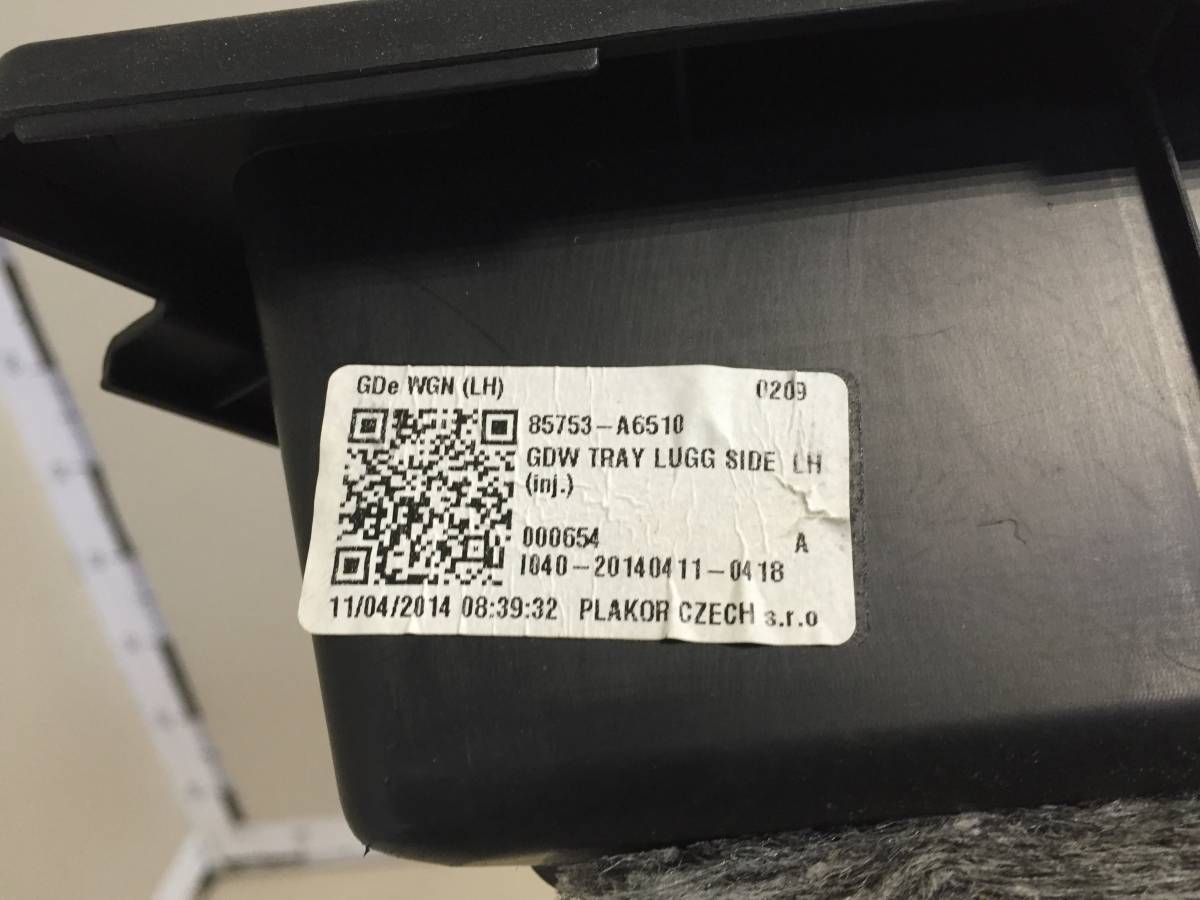 GDe WGN (LH) 0209
85753-A6510
GDW TRAY LUGG SIDE LH
(inj.)
000654 A
I040-20140411-0418
11/04/2014 08:39:32 PLAKOR CZECH s.r.o